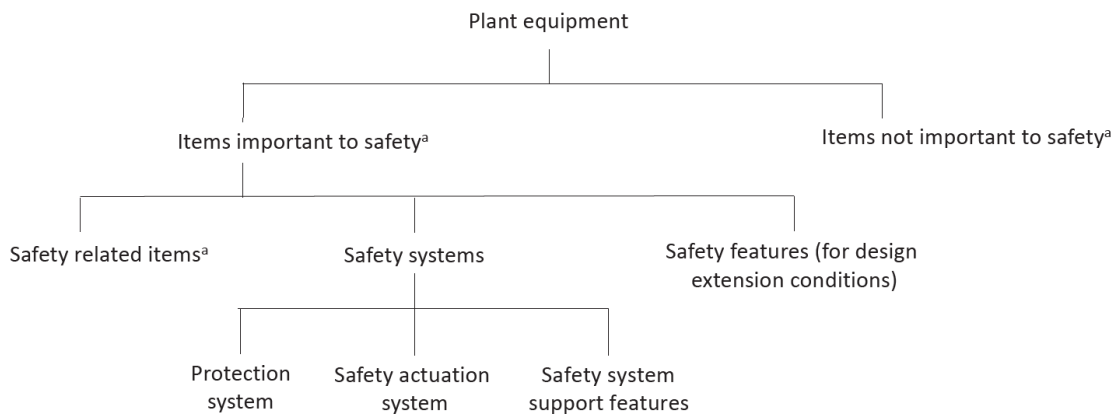 Plant equipment
Items important to safetyᵃ
Items not important to safetyᵃ
Safety related itemsᵃ
Safety systems
Safety features (for design
extension conditions)
Protection
system
Safety actuation
system
Safety system
support features